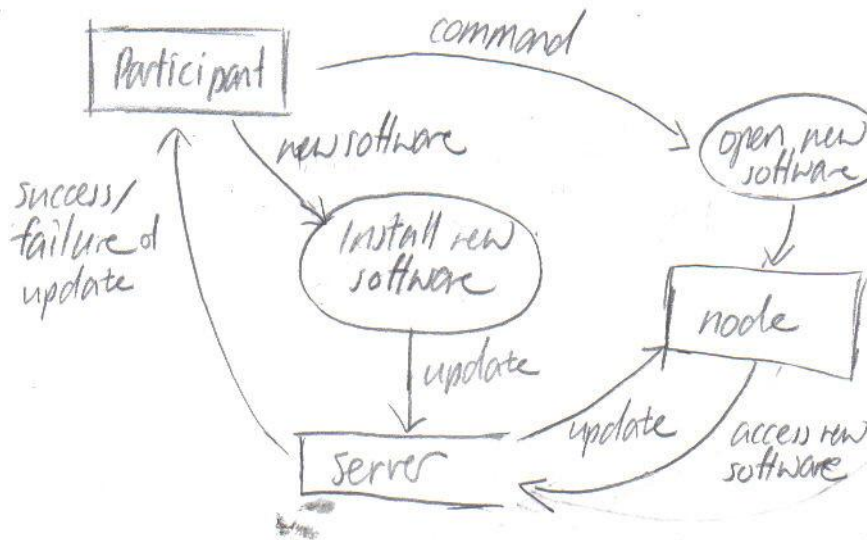 command
Participant
new software
open new
software
success/
failure of
update
Install new
software
node
update
update
access new
software
server